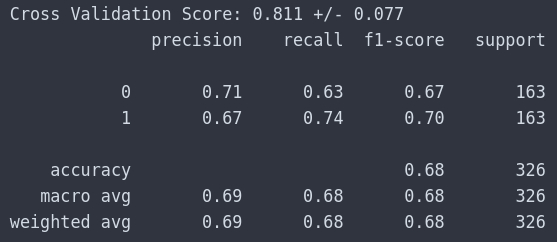 Cross Validation Score: 0.811 +/- 0.077
precision recall f1-score support
0 0.71 0.63 0.67 163
1 0.67 0.74 0.70 163
accuracy 0.68 326
macro avg 0.69 0.68 0.68 326
weighted avg 0.69 0.68 0.68 326